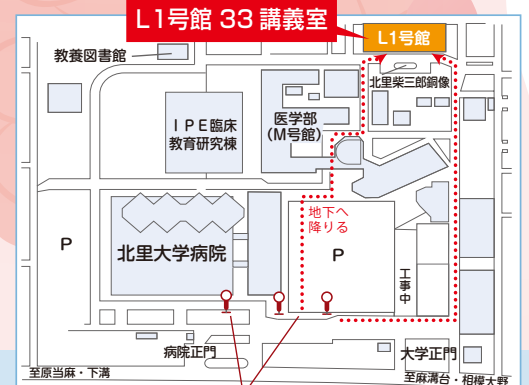 L1号館 33 講義室
L1号館
教養図書館
北里柴三郎銅像
IPE臨床
教育研究棟
医学部
(M号館)
地下へ
降りる
P
北里大学病院
P
工事中
病院正門
大学正門
至原当麻・下溝
至麻溝台・相模大野